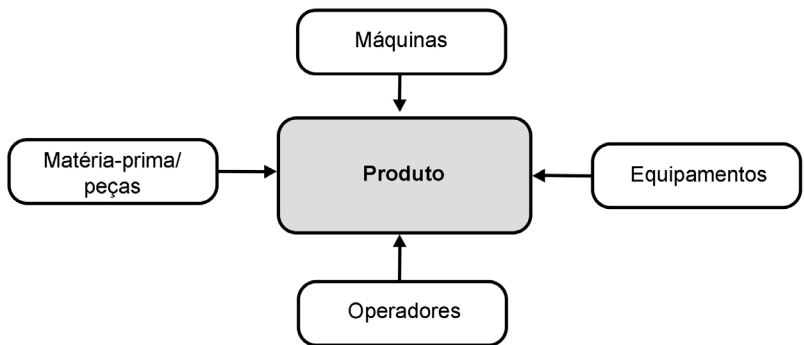 Máquinas
Matéria-prima/
peças
Produto
Equipamentos
Operadores